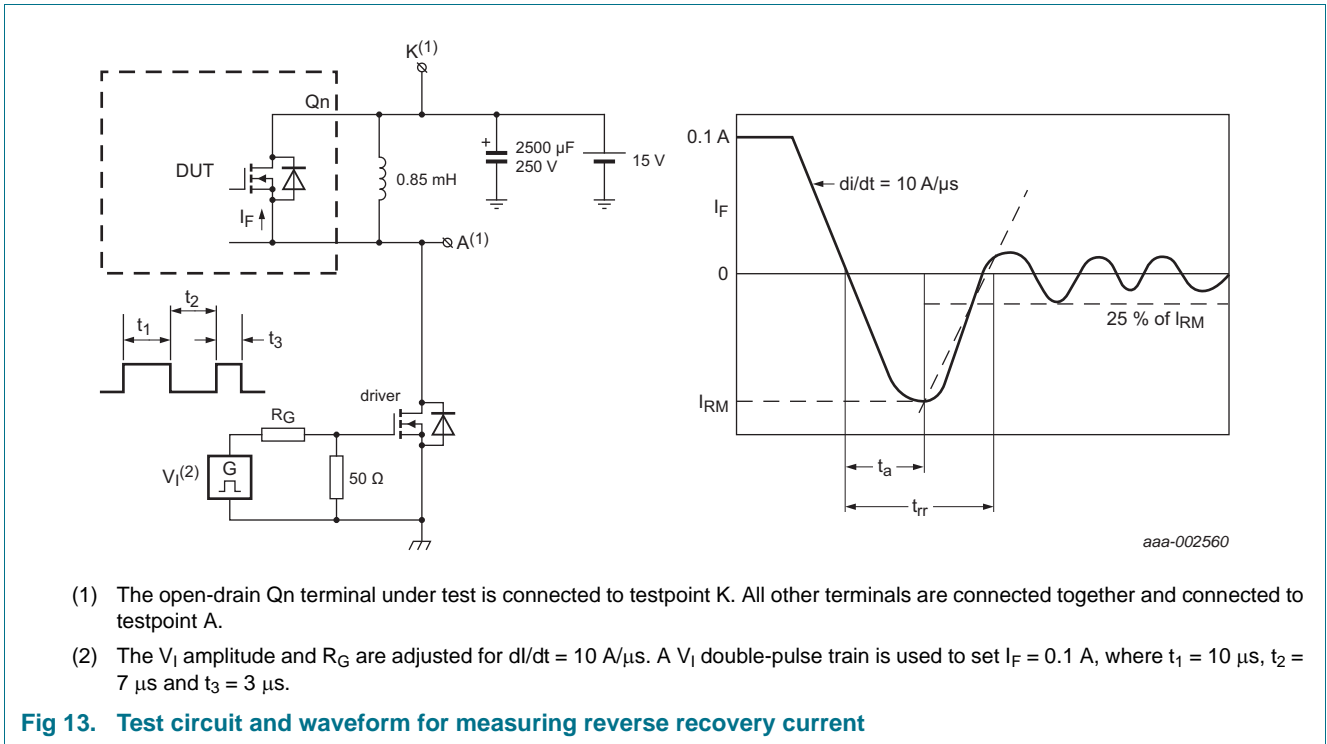 K(1)
Qn
DUT
IF
0.85 mH
+
2500 µF
250 V
15 V
A(1)
t1
t2
t3
driver
RG
VI(2)
G
50 Ω
0.1 A
IF
0
IRM
di/dt = 10 A/µs
25 % of IRM
ta
trr
aaa-002560
(1) The open-drain Qn terminal under test is connected to testpoint K. All other terminals are connected together and connected to
testpoint A.
(2) The VI amplitude and RG are adjusted for dI/dt = 10 A/μs. A VI double-pulse train is used to set IF = 0.1 A, where t1 = 10 μs, t2 =
7 μs and t3 = 3 μs.
Fig 13. Test circuit and waveform for measuring reverse recovery current